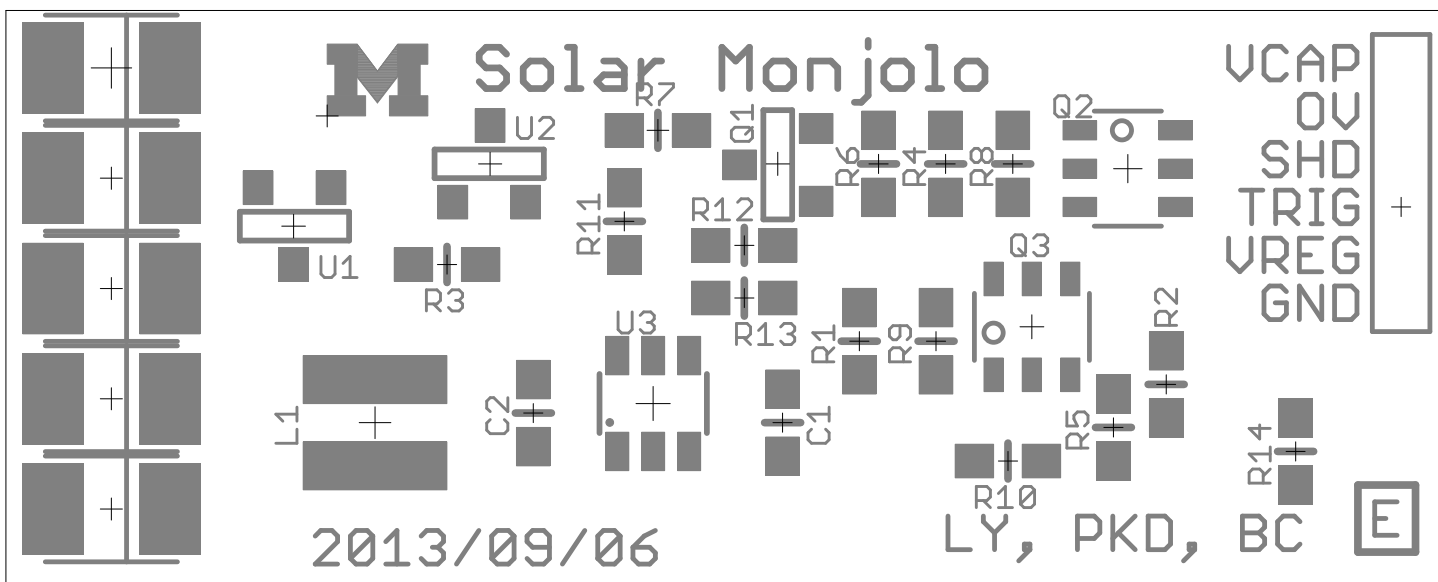 M Solar Monjolo
VCAP
OV
SHD
TRIG
VREG
GND
R7
U2
Q1
Q2
R6
R4
R8
R11
R12
U1
R3
Q3
R13
U3
R1
R9
R2
L1
C2
C1
R5
R14
R10
2013/09/06
LY, PKD, BC
E